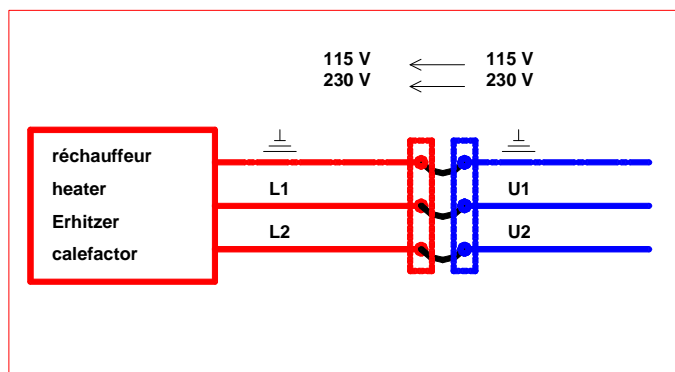 115 V 115 V
230 V 230 V
réchauffeur
heater L1 U1
Erhitzer L2 U2
calefactor